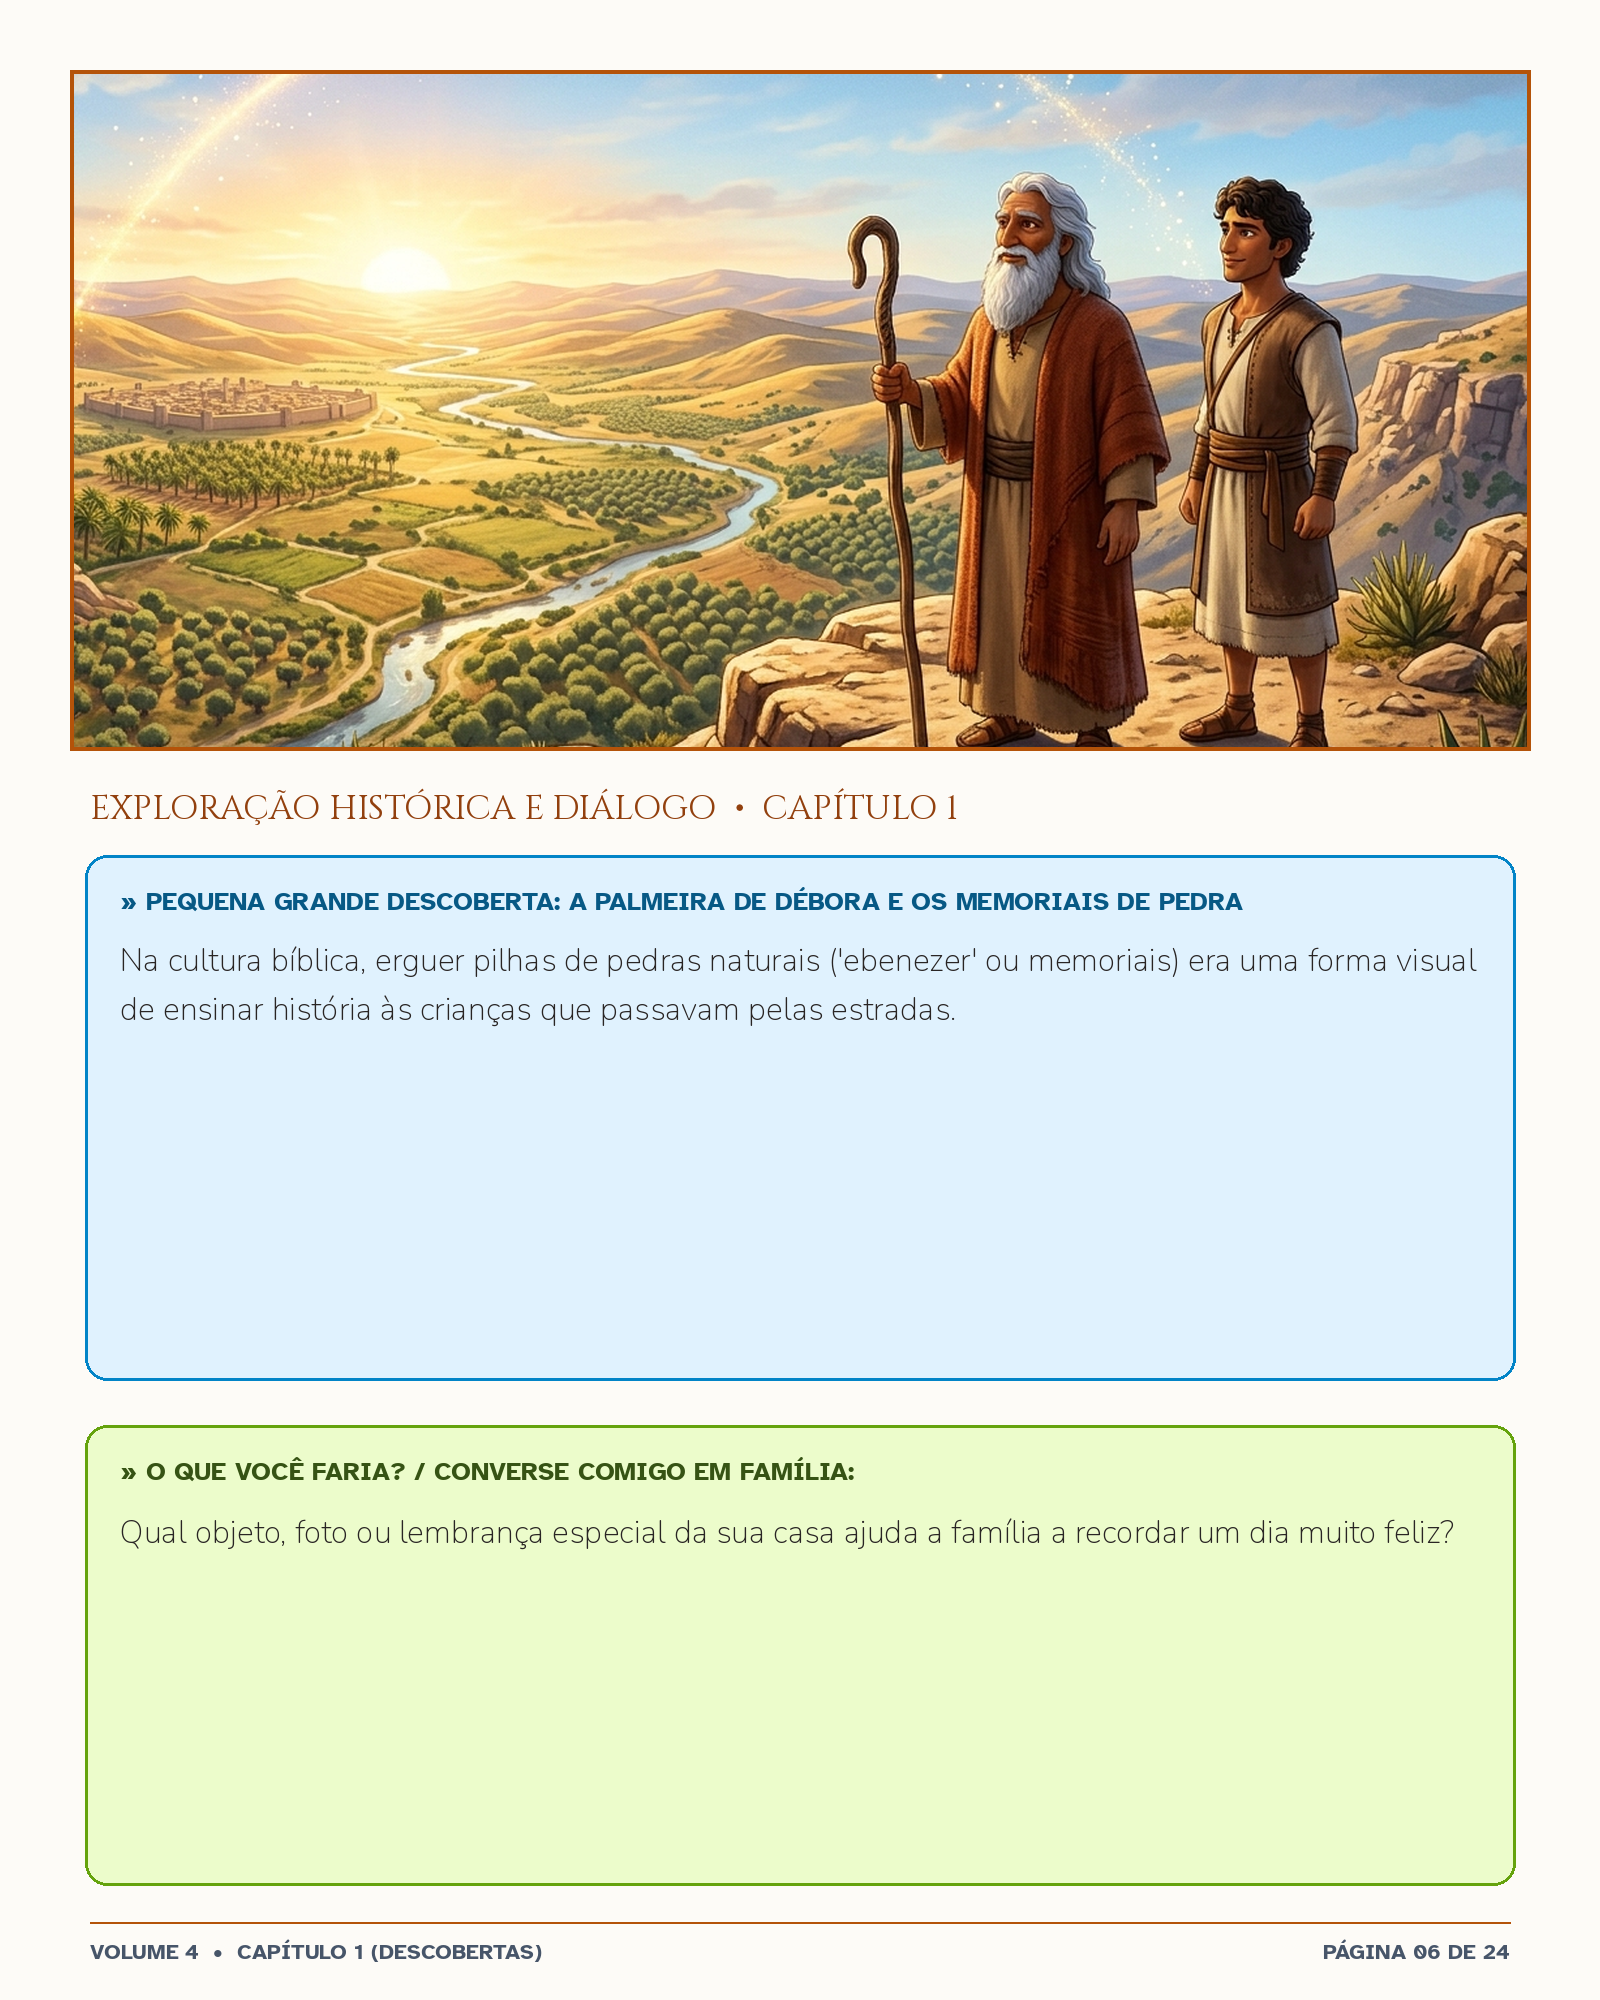 EXPLORAÇÃO HISTÓRICA E DIÁLOGO • CAPÍTULO 1
» PEQUENA GRANDE DESCOBERTA: A PALMEIRA DE DÉBORA E OS MEMORIAIS DE PEDRA
Na cultura bíblica, erguer pilhas de pedras naturais ('ebenezer' ou memoriais) era uma forma visual
de ensinar história às crianças que passavam pelas estradas.
» O QUE VOCÊ FARIA? / CONVERSE COMIGO EM FAMÍLIA:
Qual objeto, foto ou lembrança especial da sua casa ajuda a família a recordar um dia muito feliz?
VOLUME 4 • CAPÍTULO 1 (DESCOBERTAS)
PÁGINA 06 DE 24